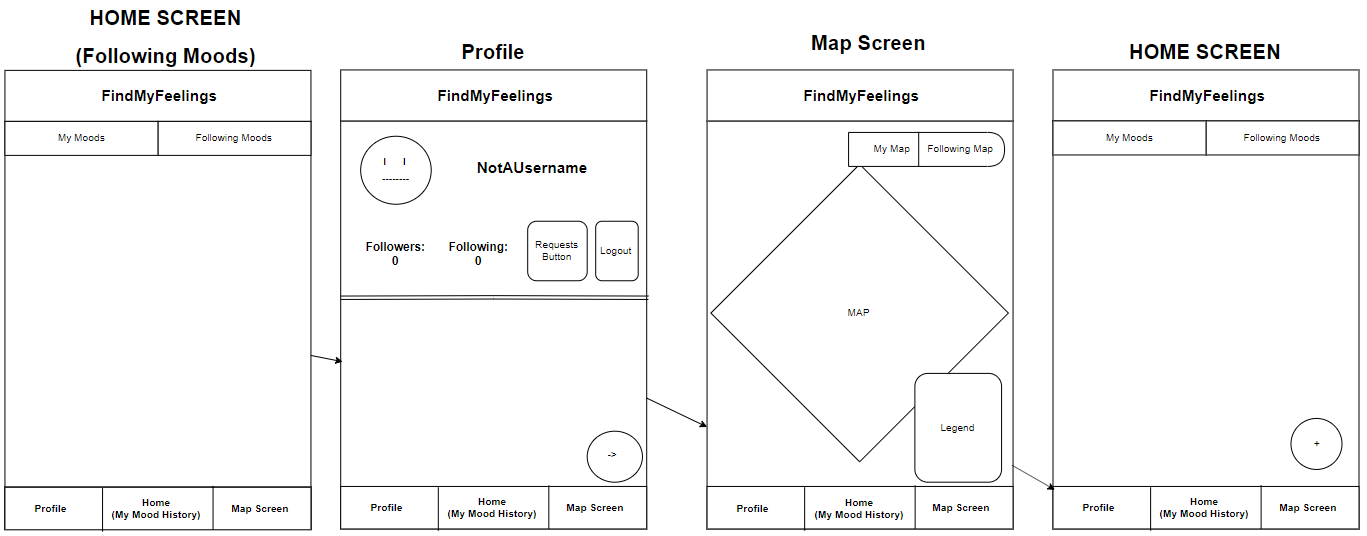 HOME SCREEN
(Following Moods)
FindMyFeelings
My Moods
Following Moods
Profile
Home
(My Mood History)
Map Screen
Profile
FindMyFeelings
I I
--------
NotAUsername
Followers:
0
Following:
0
Requests
Button
Logout
->
Profile
Home
(My Mood History)
Map Screen
Map Screen
FindMyFeelings
My Map
Following Map
MAP
Legend
Profile
Home
(My Mood History)
Map Screen
HOME SCREEN
FindMyFeelings
My Moods
Following Moods
+
Profile
Home
(My Mood History)
Map Screen